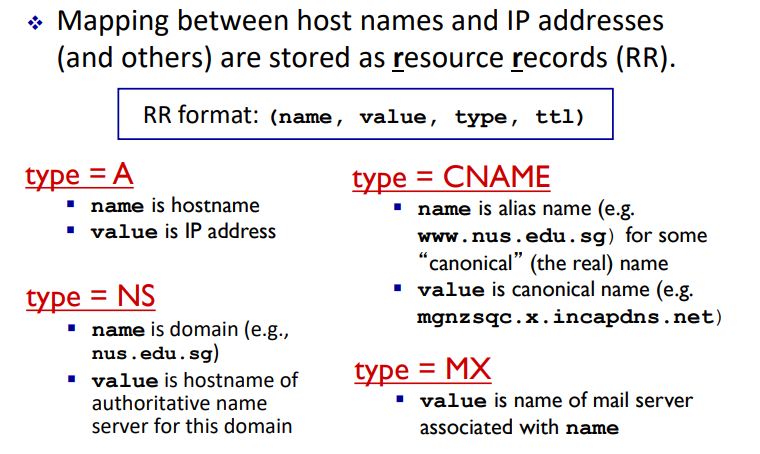 ❖ Mapping between host names and IP addresses
(and others) are stored as resource records (RR).
RR format: (name, value, type, ttl)
type = A
▪ name is hostname
▪ value is IP address
type = NS
▪ name is domain (e.g.,
nus.edu.sg)
▪ value is hostname of
authoritative name
server for this domain
type = CNAME
▪ name is alias name (e.g.
www.nus.edu.sg) for some
“canonical” (the real) name
▪ value is canonical name (e.g.
mgnzsqc.x.incapdns.net)
type = MX
▪ value is name of mail server
associated with name